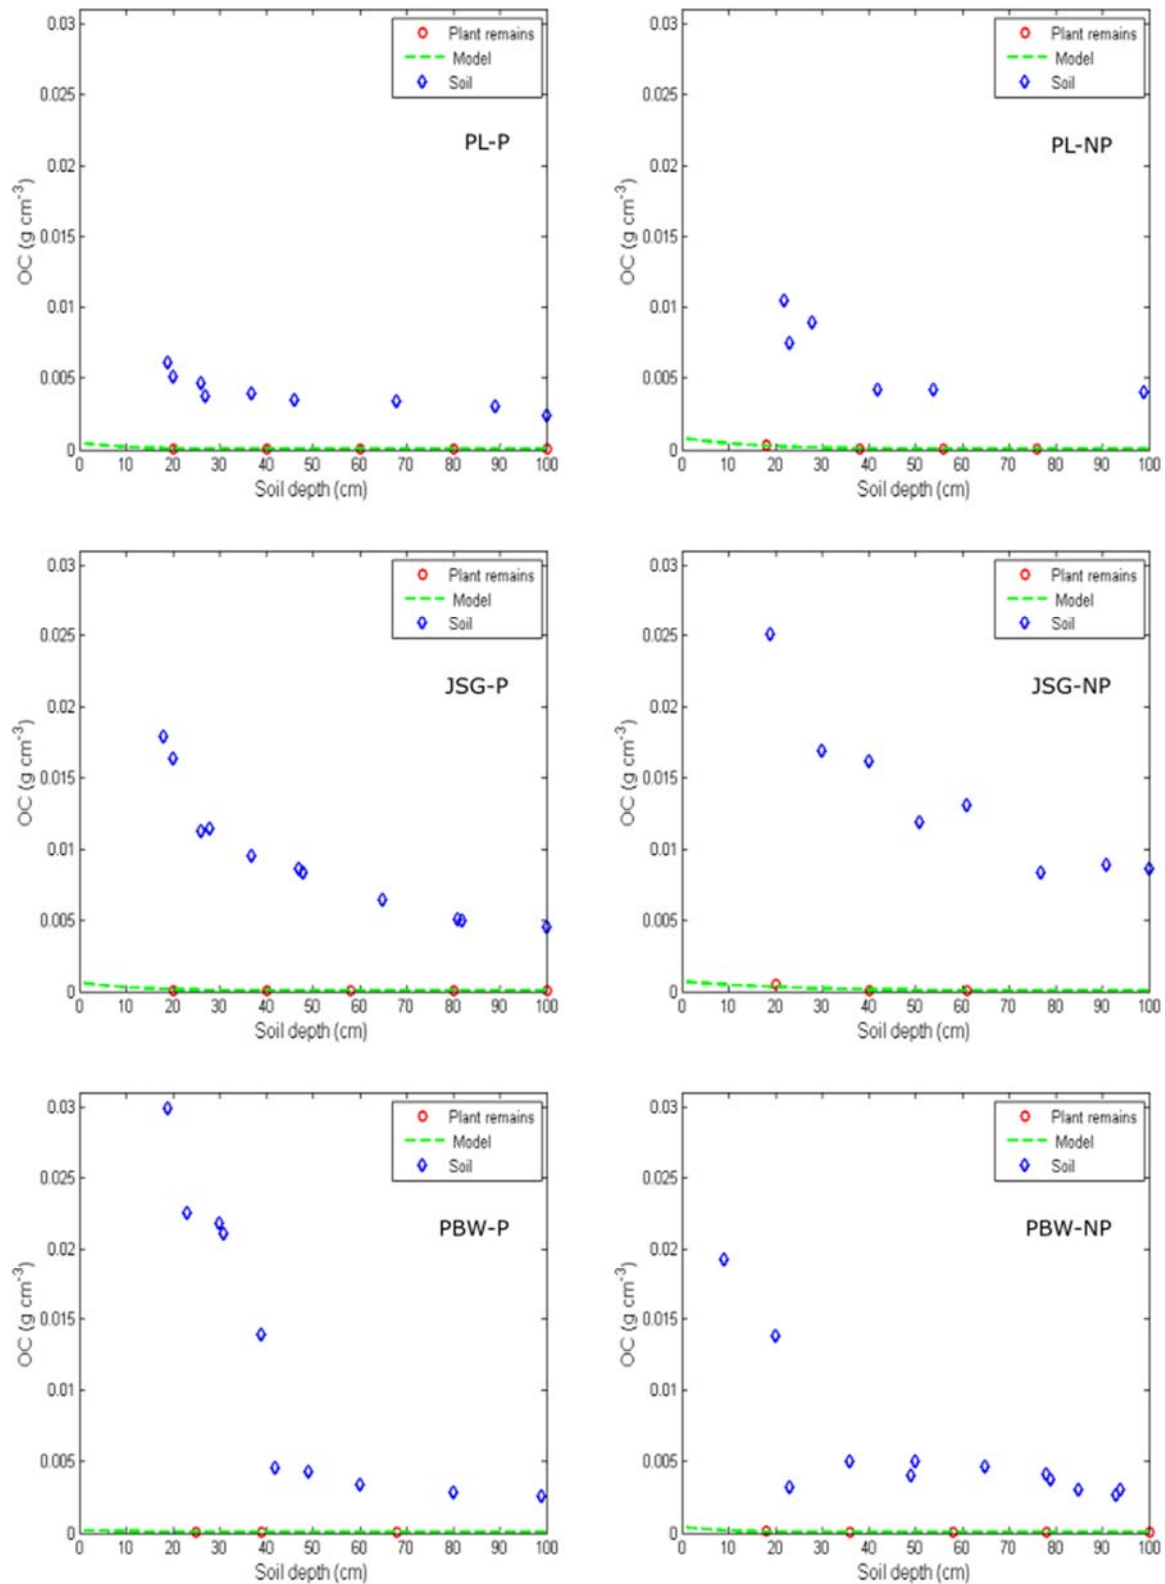 0.03
0.025
0.02
0.015
0.01
0.005
0
OC (g cm-3)
Plant remains
Model
Soil
PL-P
0 10 20 30 40 50 60 70 80 90 100
Soil depth (cm)
0.03
0.025
0.02
0.015
0.01
0.005
0
OC (g cm-3)
Plant remains
Model
Soil
PL-NP
0 10 20 30 40 50 60 70 80 90 100
Soil depth (cm)
0.03
0.025
0.02
0.015
0.01
0.005
0
OC (g cm-3)
Plant remains
Model
Soil
JSG-P
0 10 20 30 40 50 60 70 80 90 100
Soil depth (cm)
0.03
0.025
0.02
0.015
0.01
0.005
0
OC (g cm-3)
Plant remains
Model
Soil
JSG-NP
0 10 20 30 40 50 60 70 80 90 100
Soil depth (cm)
0.03
0.025
0.02
0.015
0.01
0.005
0
OC (g cm-3)
Plant remains
Model
Soil
PBW-P
0 10 20 30 40 50 60 70 80 90 100
Soil depth (cm)
0.03
0.025
0.02
0.015
0.01
0.005
0
OC (g cm-3)
Plant remains
Model
Soil
PBW-NP
0 10 20 30 40 50 60 70 80 90 100
Soil depth (cm)